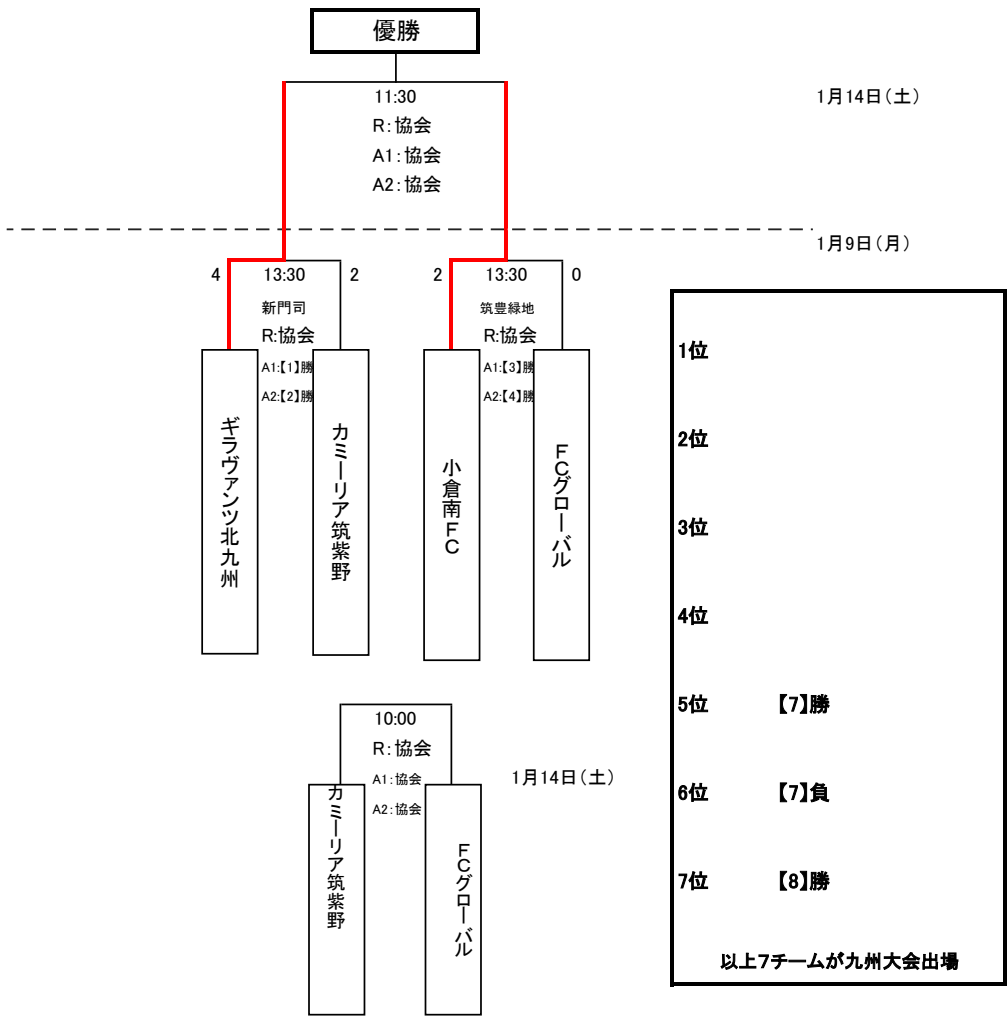 優勝
11:30
R:協会
A1:協会
A2:協会
1月14日(土)
1月9日(月)
4
13:30
2
新門司
R:協会
A1:【1】勝
A2:【2】勝
2
13:30
0
筑豊緑地
R:協会
A1:【3】勝
A2:【4】勝
ギラヴァンツ北九州
カミーリア筑紫野
小倉南FC
FCグローバル
10:00
R:協会
A1:協会
A2:協会
1月14日(土)
カミーリア筑紫野
FCグローバル
1位
2位
3位
4位
5位 【7】勝
6位 【7】負
7位 【8】勝
以上7チームが九州大会出場